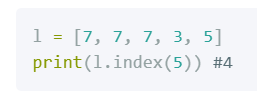 l = [7, 7, 7, 3, 5]
print(l.index(5)) #4